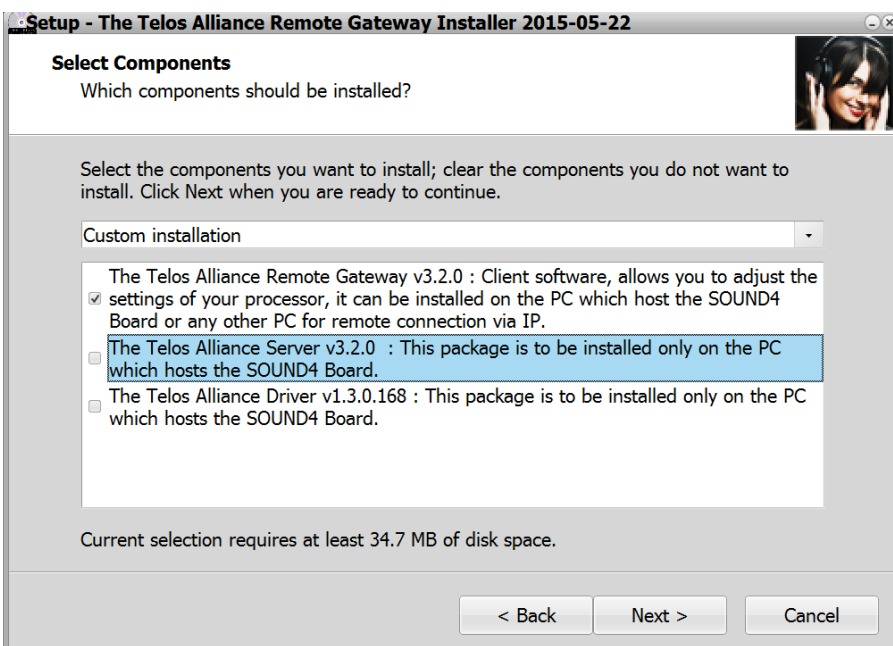 Setup - The Telos Alliance Remote Gateway Installer 2015-05-22
Select Components
Which components should be installed?
Select the components you want to install; clear the components you do not want to
install. Click Next when you are ready to continue.
Custom installation
The Telos Alliance Remote Gateway v3.2.0 : Client software, allows you to adjust the
settings of your processor, it can be installed on the PC which host the SOUND4
Board or any other PC for remote connection via IP.
The Telos Alliance Server v3.2.0  : This package is to be installed only on the PC
which hosts the SOUND4 Board.
The Telos Alliance Driver v1.3.0.168 : This package is to be installed only on the PC
which hosts the SOUND4 Board.
Current selection requires at least 34.7 MB of disk space.
< Back
Next >
Cancel